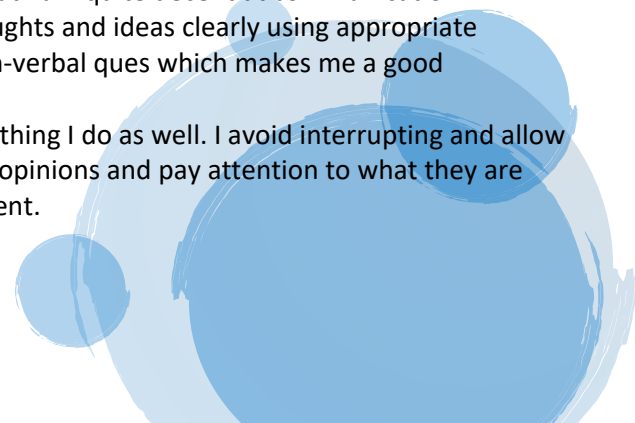 ughts and ideas clearly using appropriate
-verbal ques which makes me a good
thing I do as well. I avoid interrupting and allow
opinions and pay attention to what they are
ent.